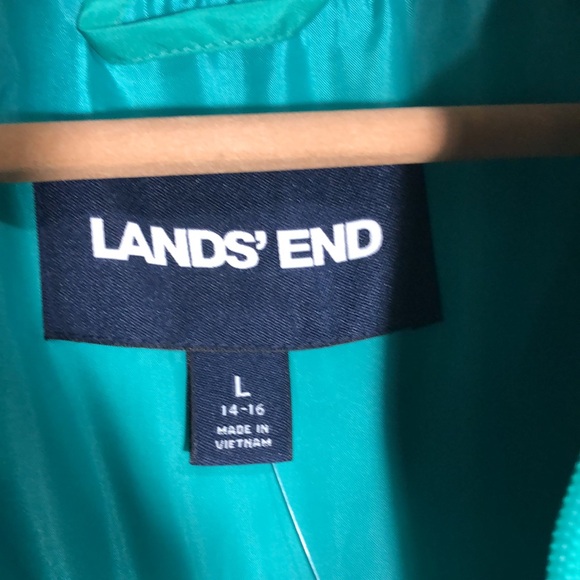 LANDS' END
L
14-16
MADE IN
VIETNAM